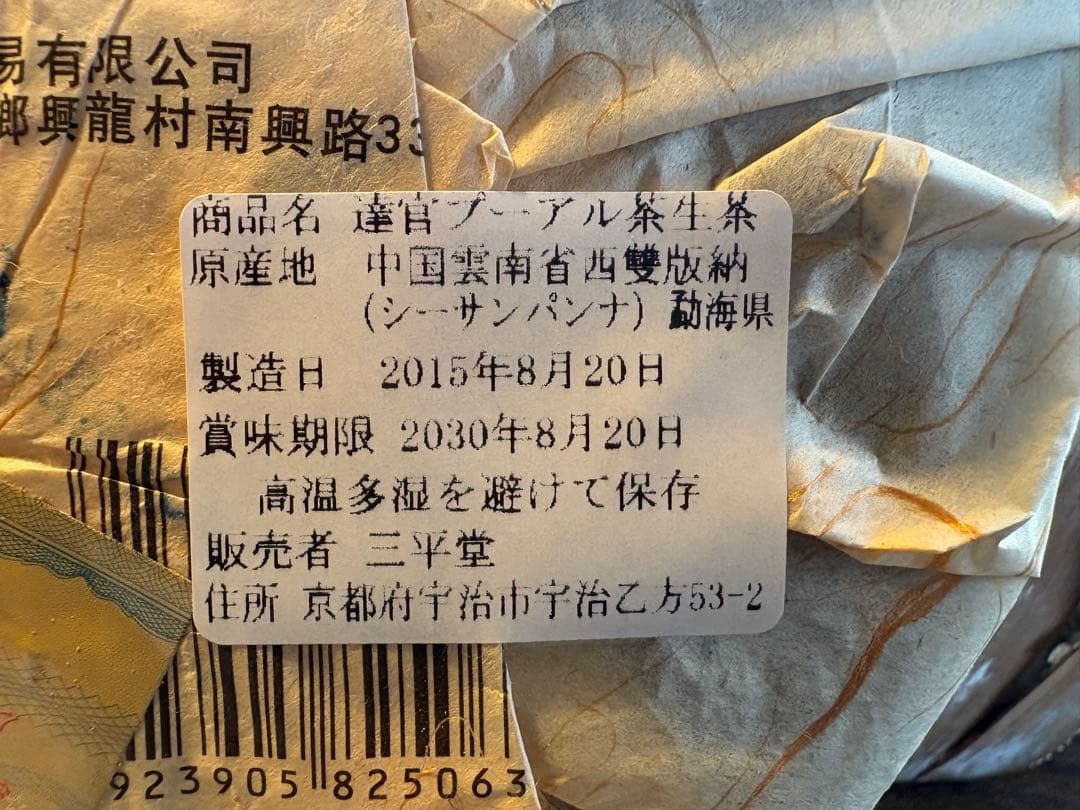 易有限公司
鄉興龍村南興路33
商品名 達官プーアル茶生茶
原産地 中国雲南省西雙版納
(シーサンパンナ) 勐海県
製造日 2015年8月20日
賞味期限 2030年8月20日
高温多湿を避けて保存
販売者 三平堂
住所 京都府宇治市宇治乙方53-2
923905 825063